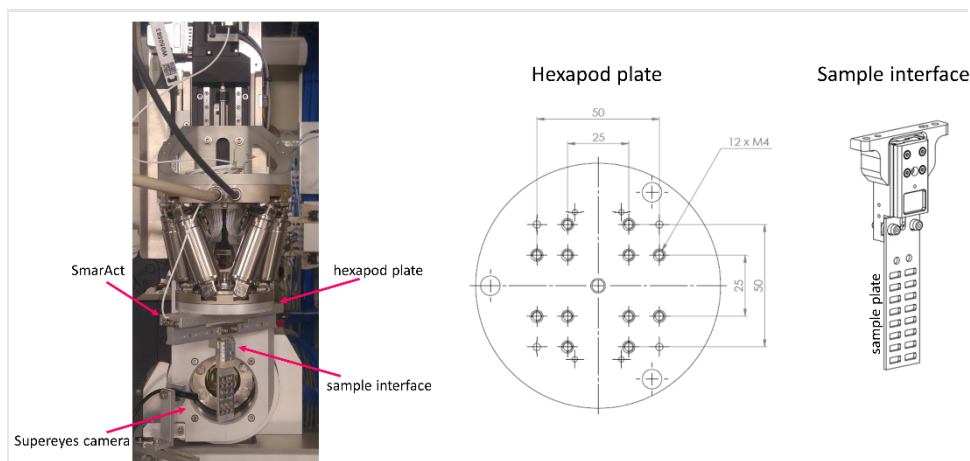 W050583
SmarAct
hexapod plate
sample interface
Supereyes camera
Hexapod plate
50
25
12 x M4
25
50
Sample interface
sample plate